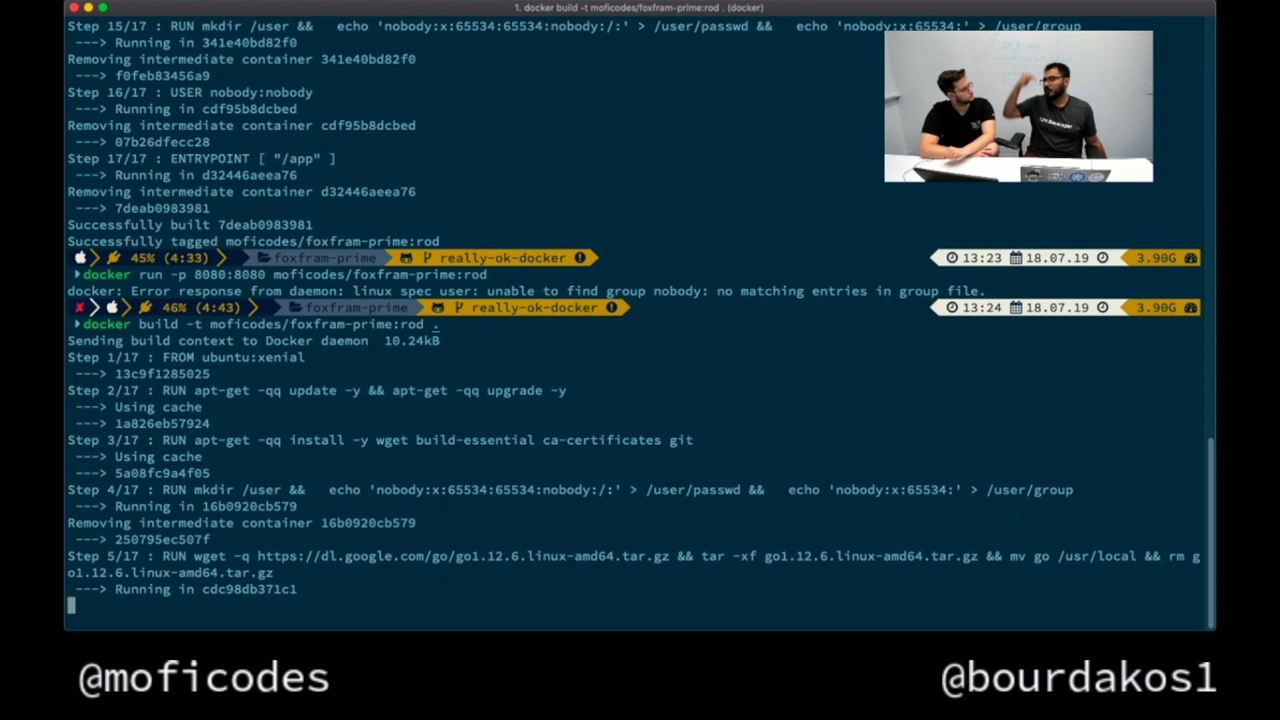 1. docker build -t moficodes/foxfram-prime:rod . (docker)
Step 15/17 : RUN mkdir /user &&   echo 'nobody:x:65534:65534:nobody:/:' > /user/passwd &&   echo 'nobody:x:65534:' > /user/group
 ---> Running in 341e40bd82f0
Removing intermediate container 341e40bd82f0
 ---> f0feb83456a9
Step 16/17 : USER nobody:nobody
 ---> Running in cdf95b8dcbed
Removing intermediate container cdf95b8dcbed
 ---> 07b26dfecc28
Step 17/17 : ENTRYPOINT [ "/app" ]
 ---> Running in d32446aeea76
Removing intermediate container d32446aeea76
 ---> 7deab0983981
Successfully built 7deab0983981
Successfully tagged moficodes/foxfram-prime:rod
45% (4:33) foxfram-prime really-ok-docker 13:23 18.07.19 3.90G
docker run -p 8080:8080 moficodes/foxfram-prime:rod
docker: Error response from daemon: linux spec user: unable to find group nobody: no matching entries in group file.
✘ 46% (4:43) foxfram-prime really-ok-docker 13:24 18.07.19 3.90G
docker build -t moficodes/foxfram-prime:rod .
Sending build context to Docker daemon  10.24kB
Step 1/17 : FROM ubuntu:xenial
 ---> 13c9f1285025
Step 2/17 : RUN apt-get -qq update -y && apt-get -qq upgrade -y
 ---> Using cache
 ---> 1a826eb57924
Step 3/17 : RUN apt-get -qq install -y wget build-essential ca-certificates git
 ---> Using cache
 ---> 5a08fc9a4f05
Step 4/17 : RUN mkdir /user &&   echo 'nobody:x:65534:65534:nobody:/:' > /user/passwd &&   echo 'nobody:x:65534:' > /user/group
 ---> Running in 16b0920cb579
Removing intermediate container 16b0920cb579
 ---> 250795ec507f
Step 5/17 : RUN wget -q https://dl.google.com/go/go1.12.6.linux-amd64.tar.gz && tar -xf go1.12.6.linux-amd64.tar.gz && mv go /usr/local && rm g
o1.12.6.linux-amd64.tar.gz
 ---> Running in cdc98db371c1
@moficodes
@bourdakos1